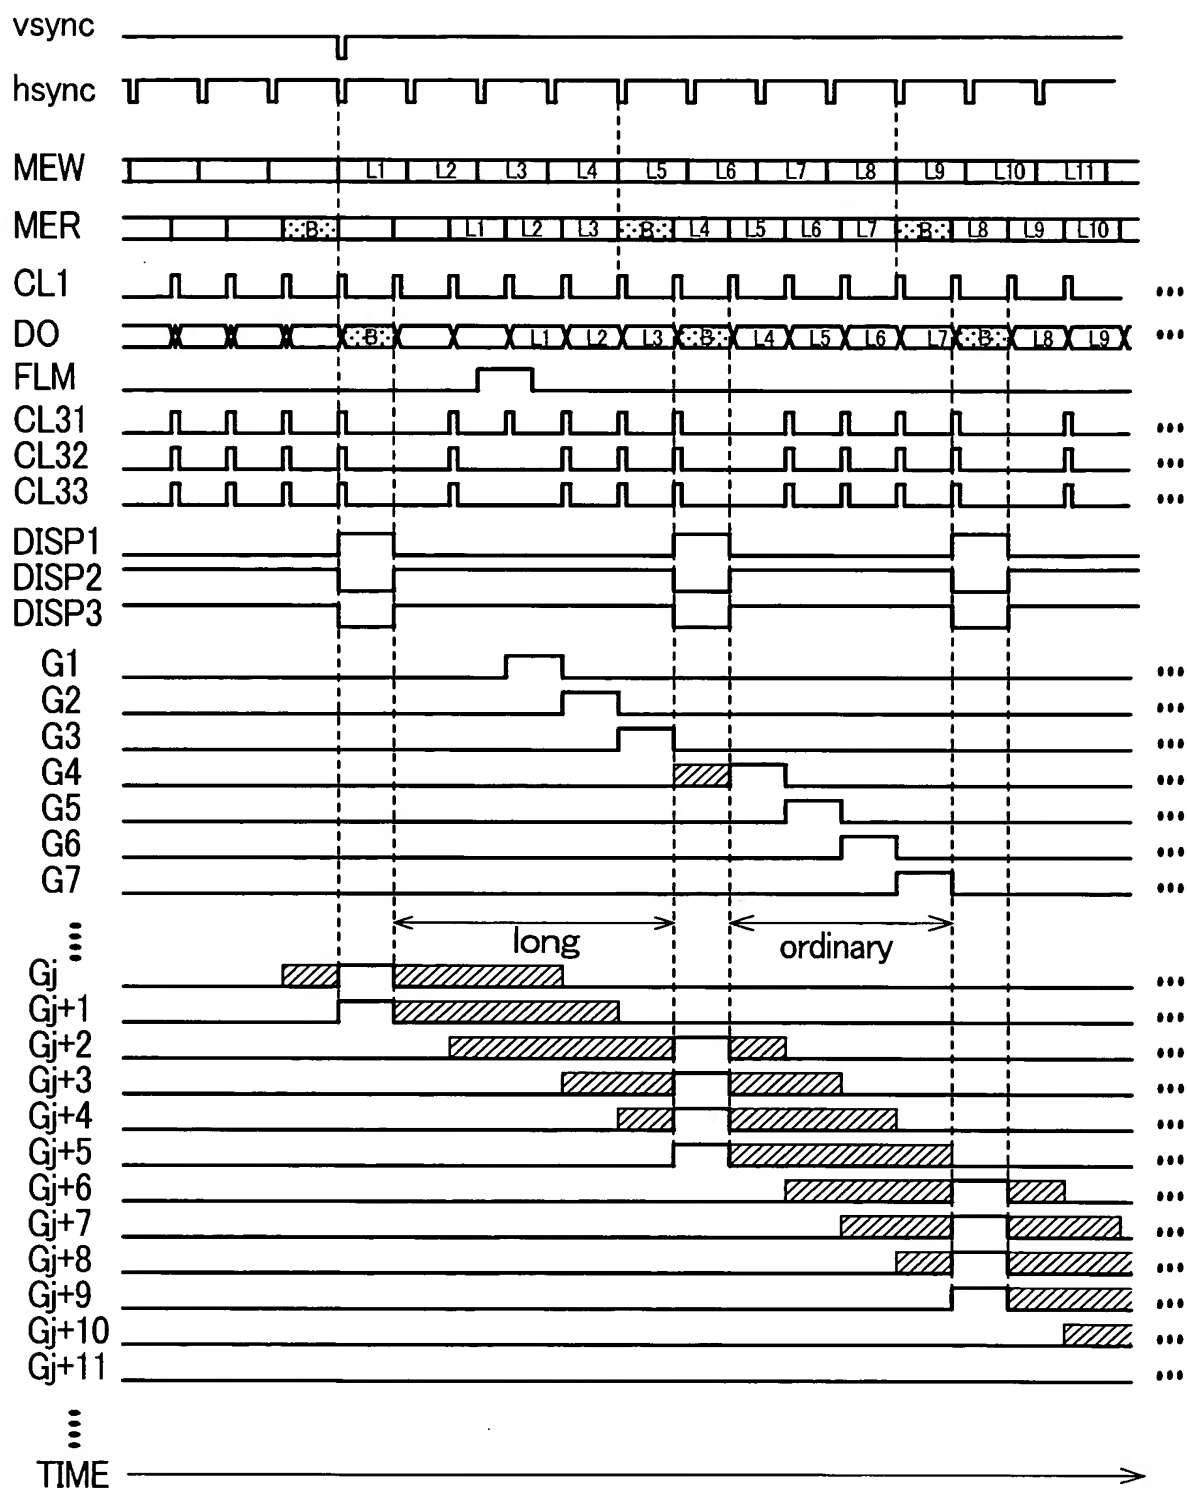 vsync
hsync
MEW L1 L2 L3 L4 L5 L6 L7 L8 L9 L10 L11
MER B L1 L2 L3 B L4 L5 L6 L7 B L8 L9 L10
CL1 •••
DO B L1 L2 L3 B L4 L5 L6 L7 B L8 L9 •••
FLM
CL31 •••
CL32 •••
CL33 •••
DISP1
DISP2
DISP3
G1 •••
G2 •••
G3 •••
G4 •••
G5 •••
G6 •••
G7 •••
long ordinary
Gj •••
Gj+1 •••
Gj+2 •••
Gj+3 •••
Gj+4 •••
Gj+5 •••
Gj+6 •••
Gj+7 •••
Gj+8 •••
Gj+9 •••
Gj+10 •••
Gj+11 •••
TIME